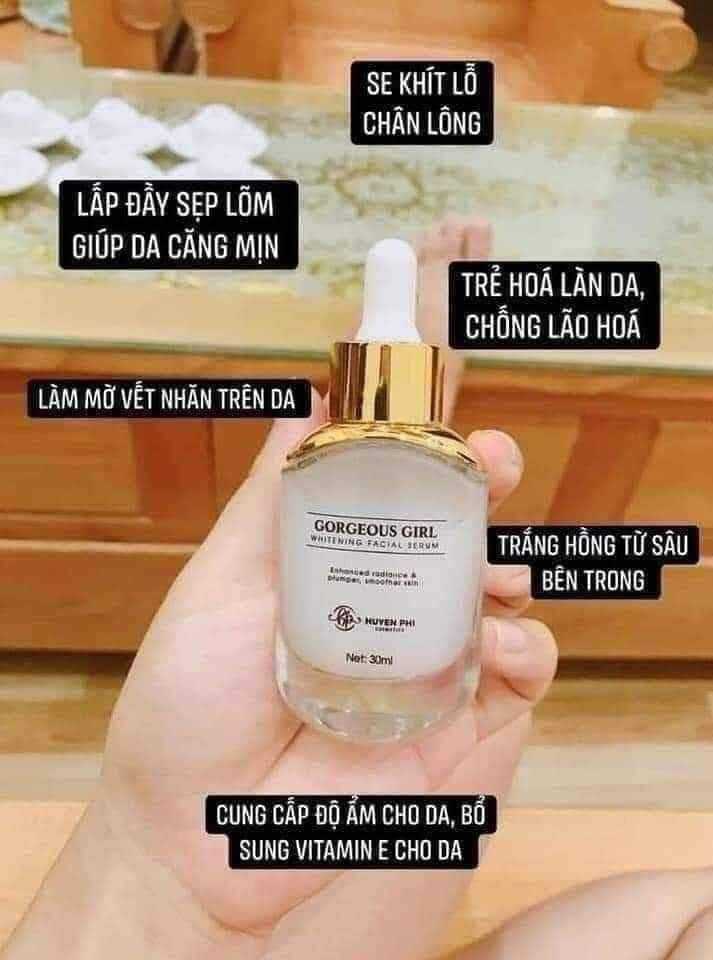 SE KHÍT LỖ
CHÂN LÔNG
LẤP ĐẦY SẸP LÕM
GIÚP DA CĂNG MỊN
TRẺ HOÁ LÀN DA,
CHỐNG LÃO HOÁ
LÀM MỜ VẾT NHĂN TRÊN DA
GORGEOUS GIRL
WHITENING FACIAL SERUM
Enhanced radiance &
plumper, smoother skin
HUYEN PHI
COSMETICS
Net: 30ml
TRẮNG HỒNG TỪ SÂU
BÊN TRONG
CUNG CẤP ĐỘ ẨM CHO DA, BỔ
SUNG VITAMIN E CHO DA